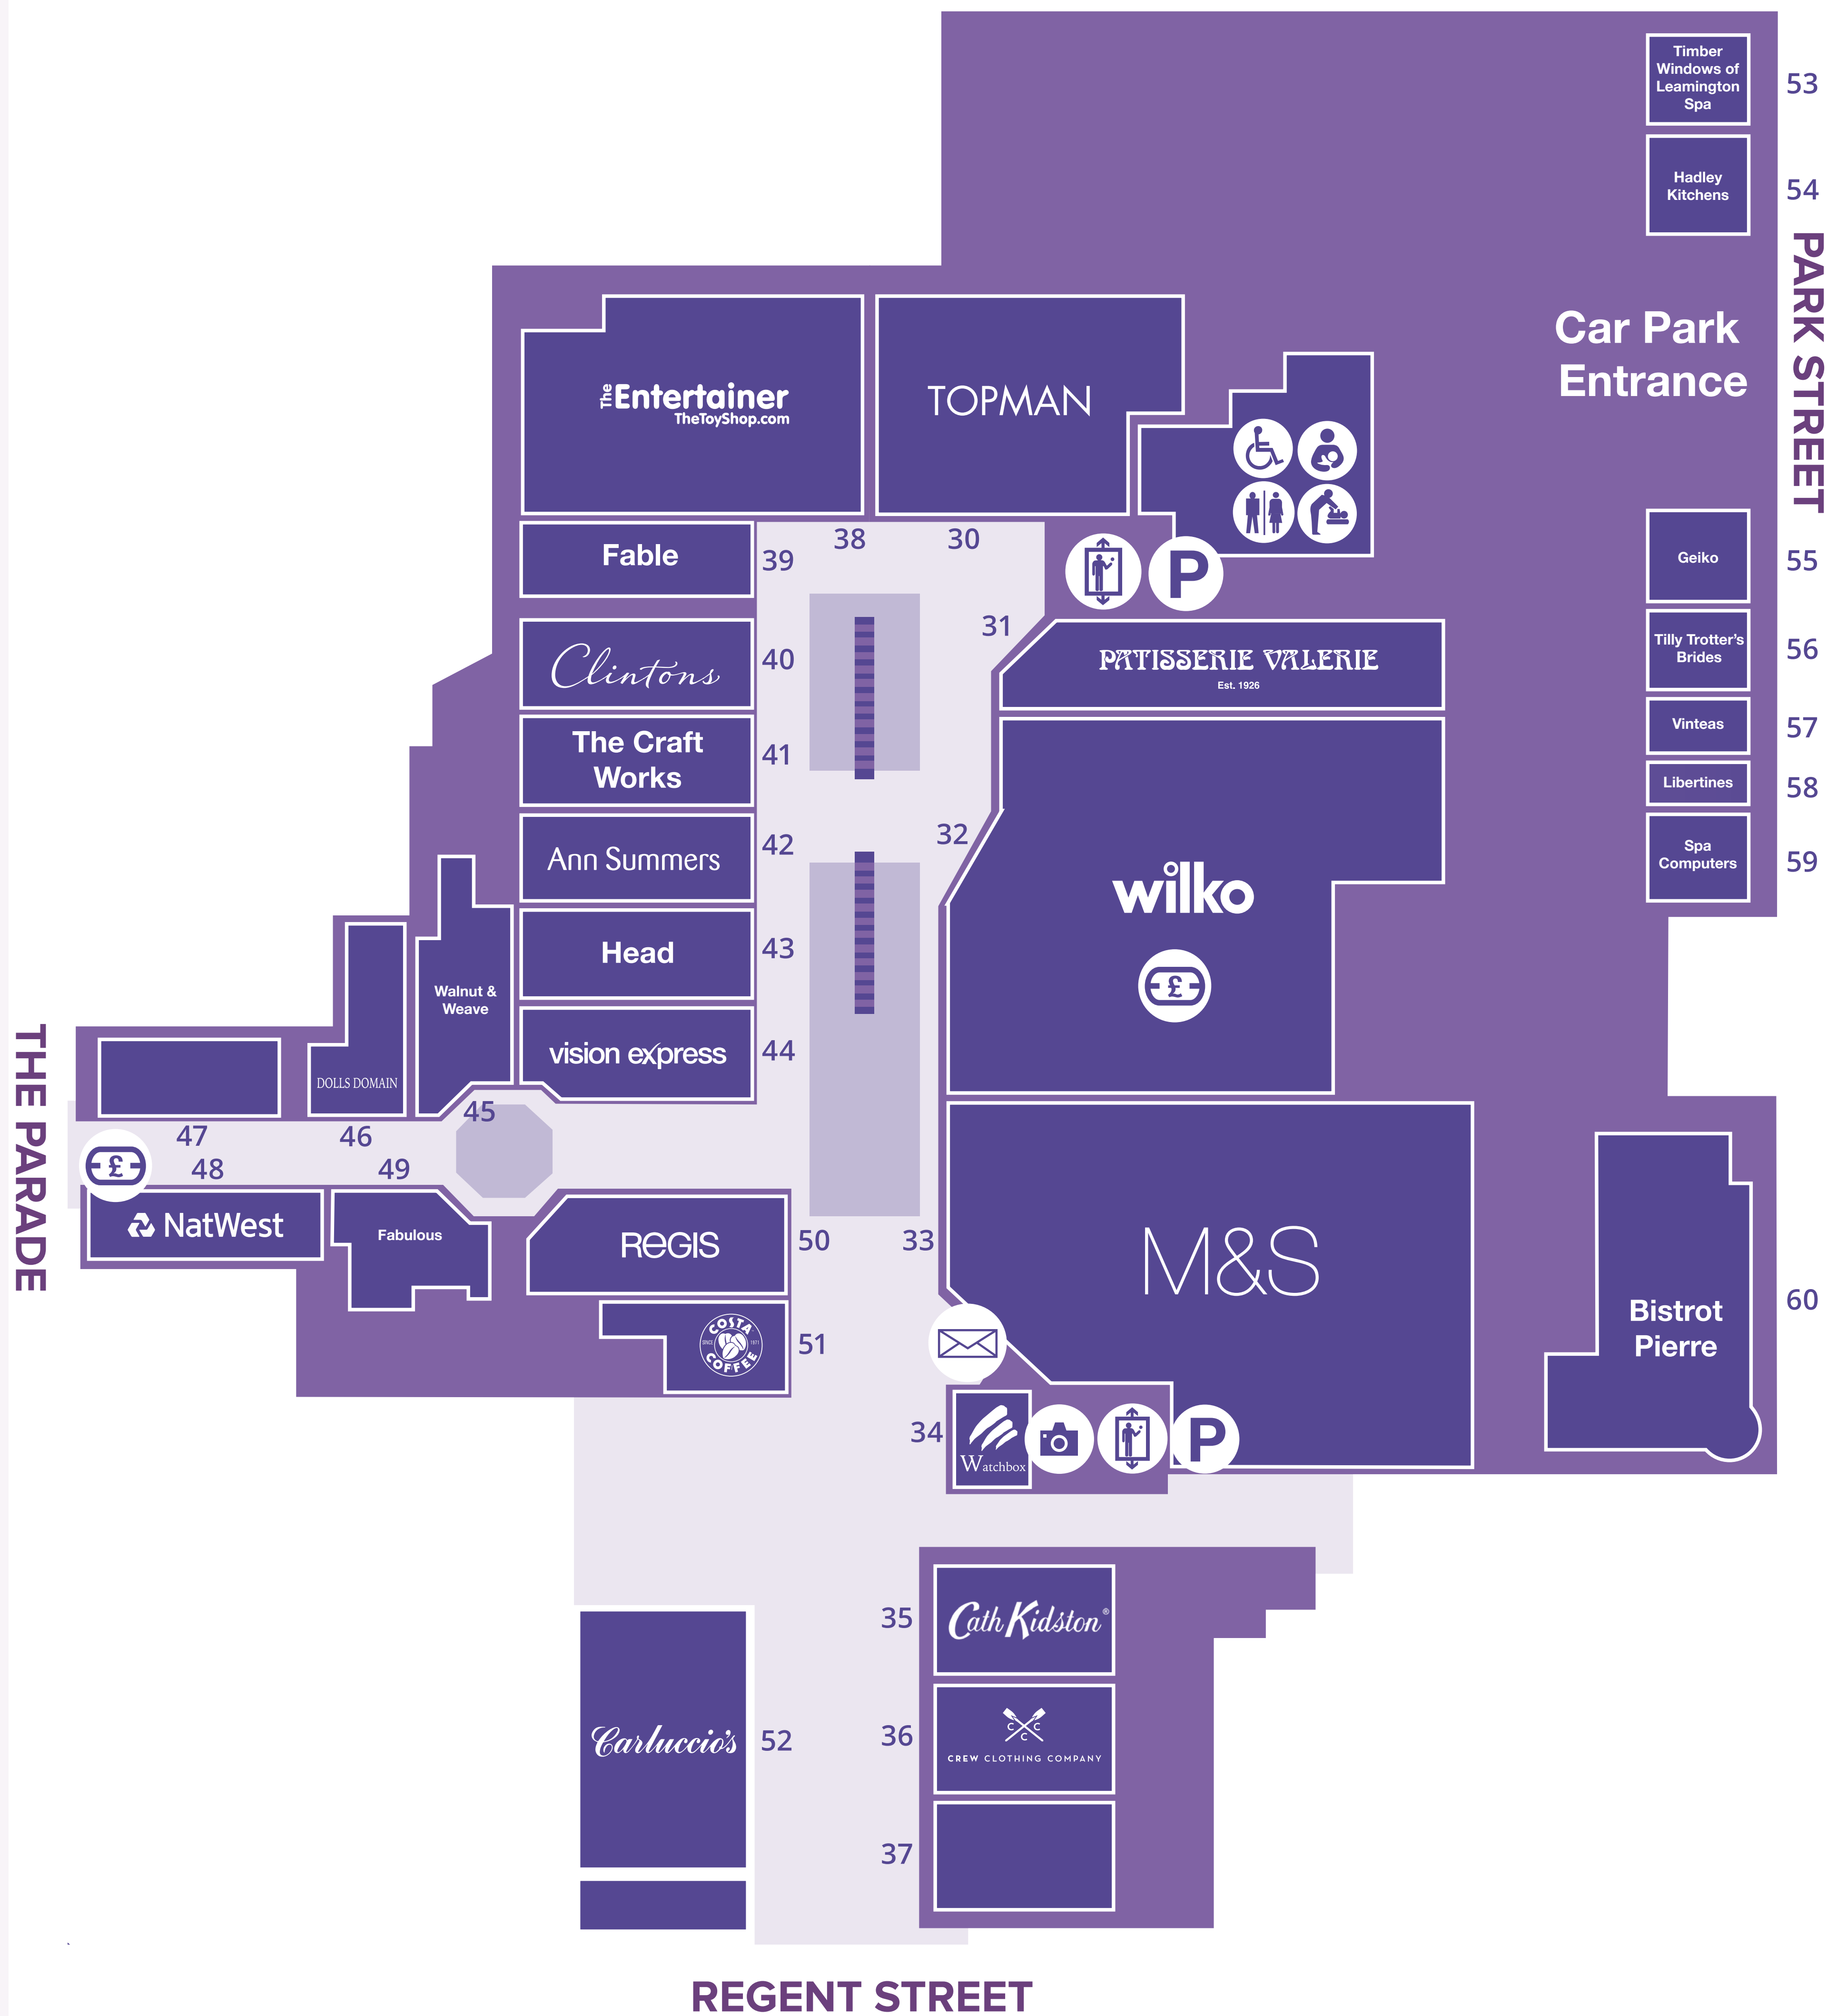 Timber
Windows of
Leamington
Spa
53
Hadley
Kitchens
54
PARK STREET
Car Park
Entrance
The Entertainer
TheToyShop.com
TOPMAN
38
30
Fable
39
P
Geiko
55
31
Clintons
40
PATISSERIE VALERIE
Est. 1926
Tilly Trotter's
Brides
56
The Craft
Works
41
Vinteas
57
Libertines
58
32
Ann Summers
42
Spa
Computers
59
wilko
£
Head
43
Walnut &
Weave
vision express
44
DOLLS DOMAIN
45
47
46
THE PARADE
£
48
49
NatWest
Fabulous
REGIS
50
33
M&S
COSTA
SINCE 1971
COFFEE
51
Bistrot
Pierre
60
34
Watchbox
P
35
Cath Kidston®
Carluccio's
52
36
C C
C
CREW CLOTHING COMPANY
37
REGENT STREET